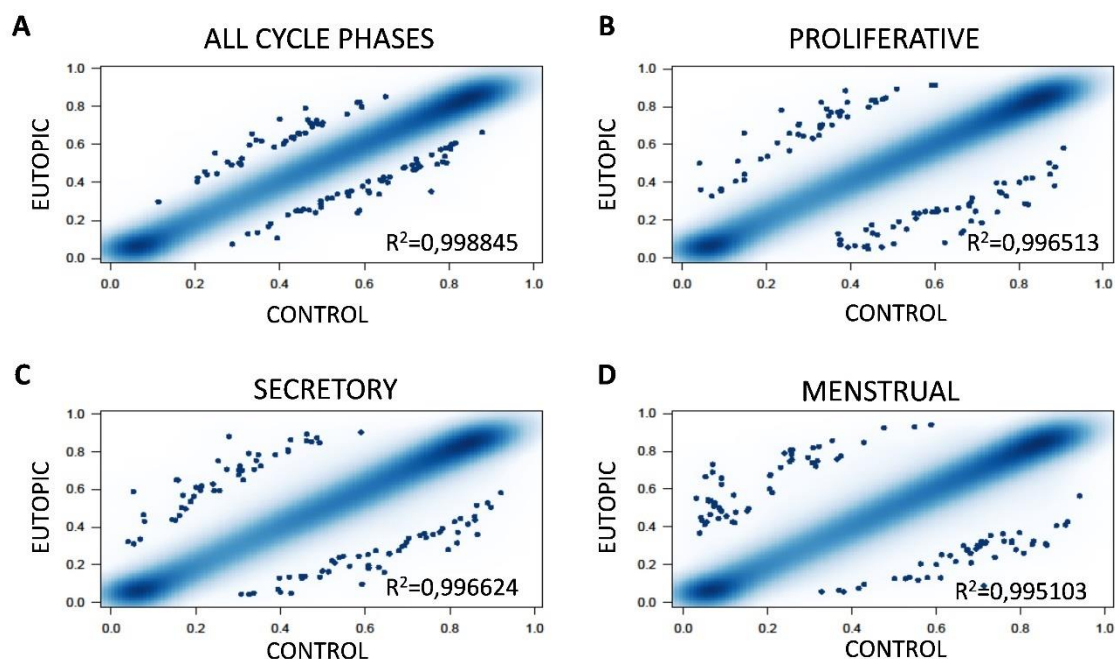 A
ALL CYCLE PHASES
EUTOPIC
1.0
0.8
0.6
0.4
0.2
0.0
R²=0,998845
0.0 0.2 0.4 0.6 0.8 1.0
CONTROL
B
PROLIFERATIVE
EUTOPIC
1.0
0.8
0.6
0.4
0.2
0.0
R²=0,996513
0.0 0.2 0.4 0.6 0.8 1.0
CONTROL
C
SECRETORY
EUTOPIC
1.0
0.8
0.6
0.4
0.2
0.0
R²=0,996624
0.0 0.2 0.4 0.6 0.8 1.0
CONTROL
D
MENSTRUAL
EUTOPIC
1.0
0.8
0.6
0.4
0.2
0.0
R²=0,995103
0.0 0.2 0.4 0.6 0.8 1.0
CONTROL